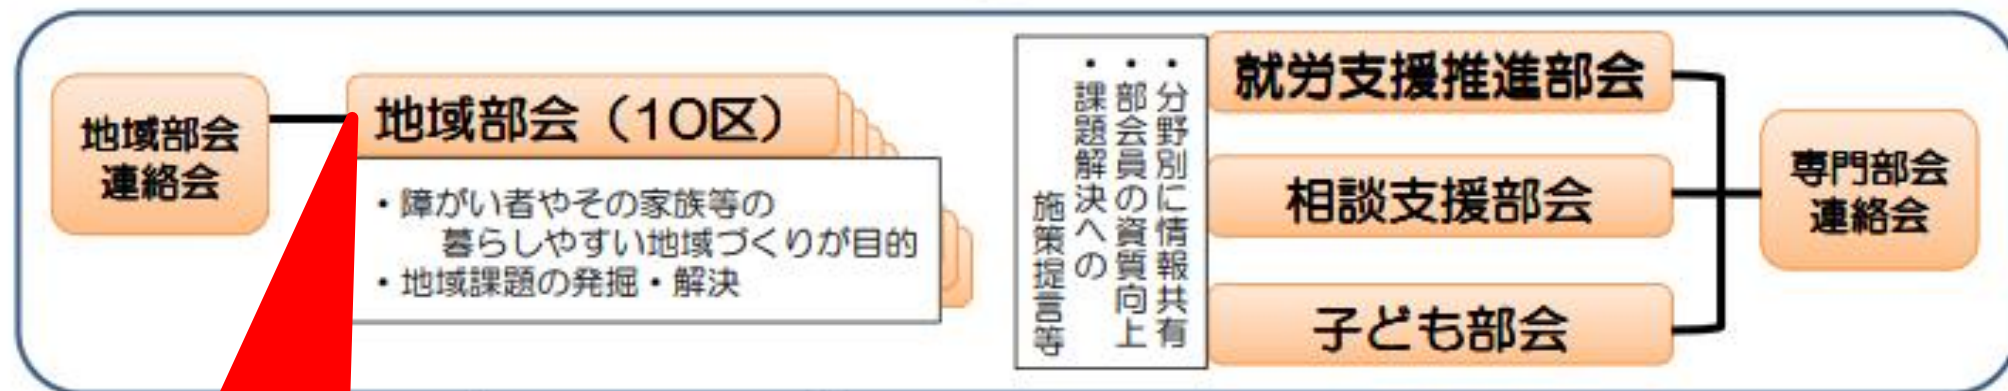 地域部会
連絡会
地域部会（10区）
・障がい者やその家族等の
暮らしやすい地域づくりが目的
・地域課題の発掘・解決
・分野別に情報共有
・部会員の資質向上
・課題解決への
施策提言等
就労支援推進部会
相談支援部会
子ども部会
専門部会
連絡会